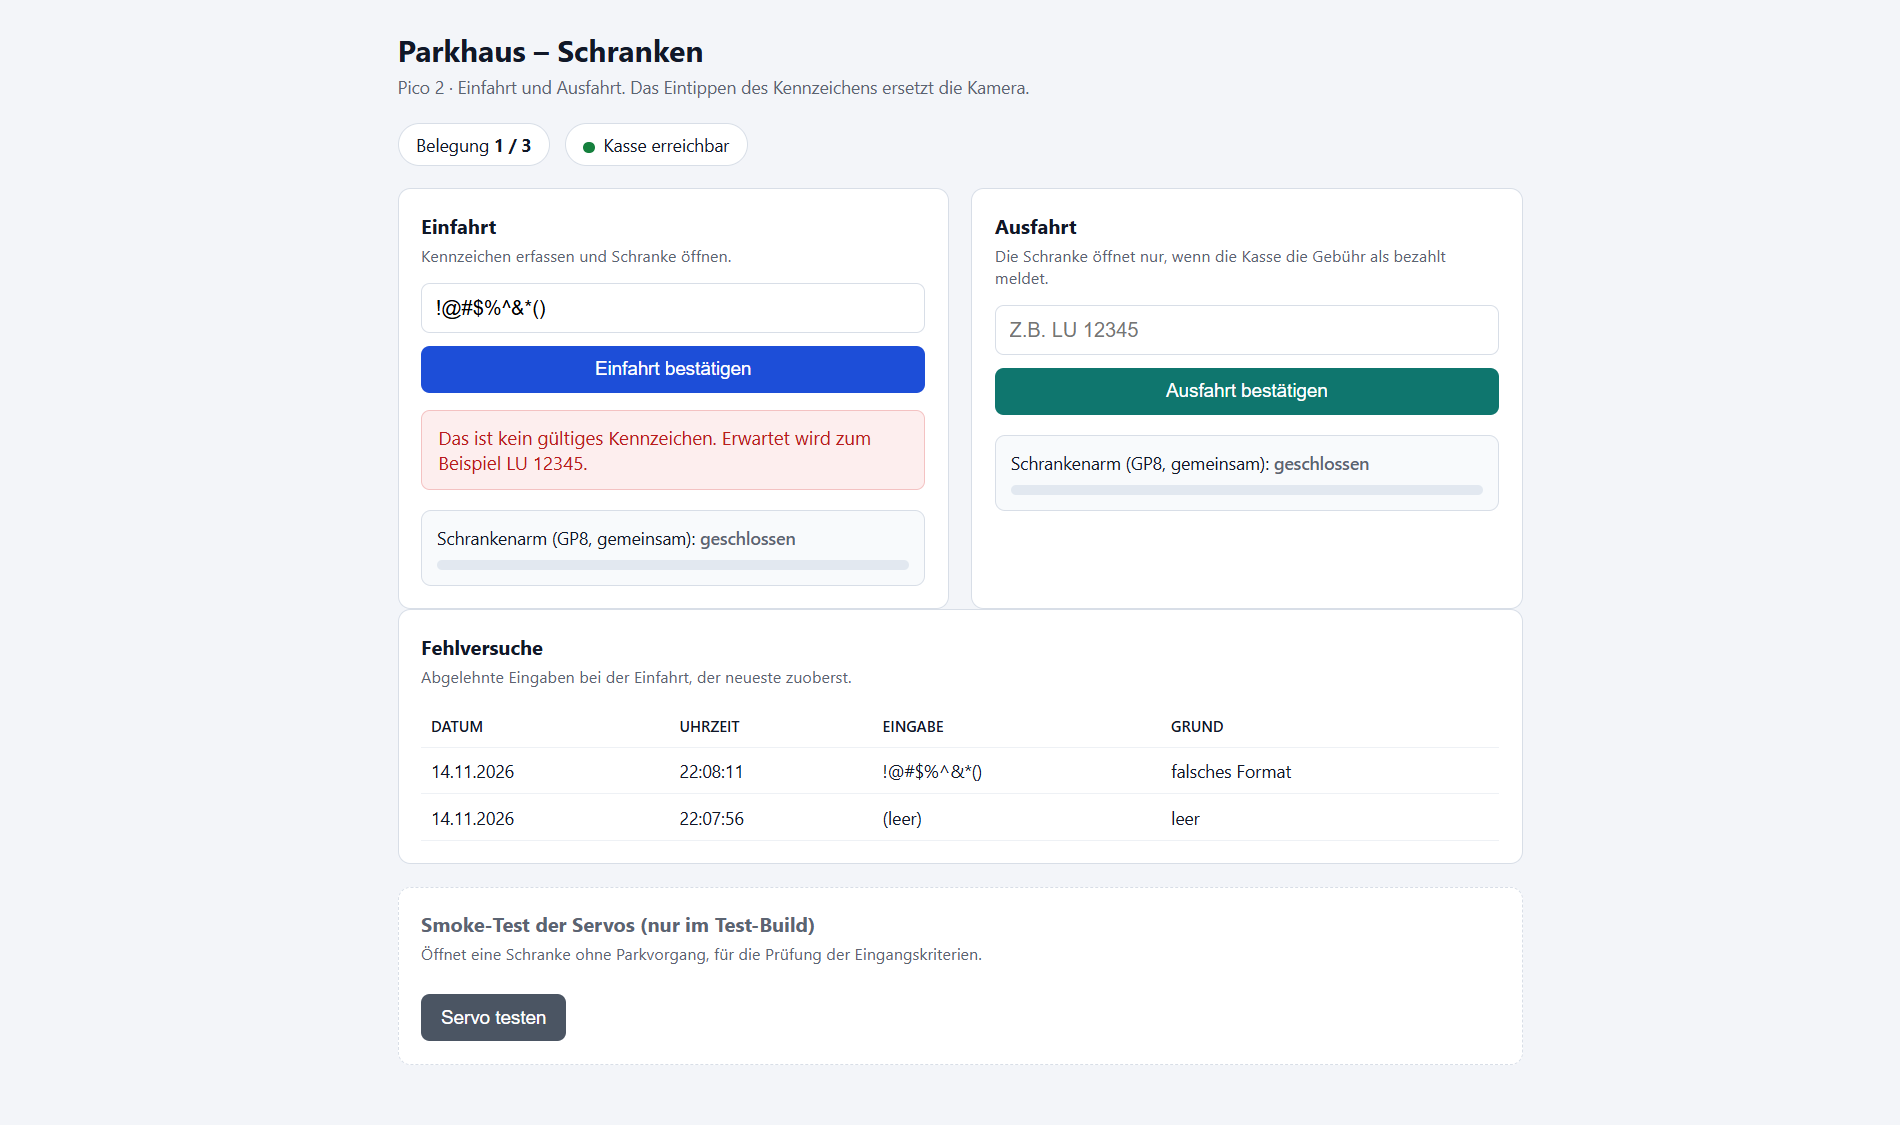 Parkhaus – Schranken
Pico 2 · Einfahrt und Ausfahrt. Das Eintippen des Kennzeichens ersetzt die Kamera.
Belegung 1 / 3
Kasse erreichbar
Einfahrt
Kennzeichen erfassen und Schranke öffnen.
!@#$%^&*()
Einfahrt bestätigen
Das ist kein gültiges Kennzeichen. Erwartet wird zum
Beispiel LU 12345.
Schrankenarm (GP8, gemeinsam): geschlossen
Ausfahrt
Die Schranke öffnet nur, wenn die Kasse die Gebühr als bezahlt
meldet.
Z.B. LU 12345
Ausfahrt bestätigen
Schrankenarm (GP8, gemeinsam): geschlossen
Fehlversuche
Abgelehnte Eingaben bei der Einfahrt, der neueste zuoberst.
DATUM UHRZEIT EINGABE GRUND
14.11.2026 22:08:11 !@#$%^&*() falsches Format
14.11.2026 22:07:56 (leer) leer
Smoke-Test der Servos (nur im Test-Build)
Öffnet eine Schranke ohne Parkvorgang, für die Prüfung der Eingangskriterien.
Servo testen